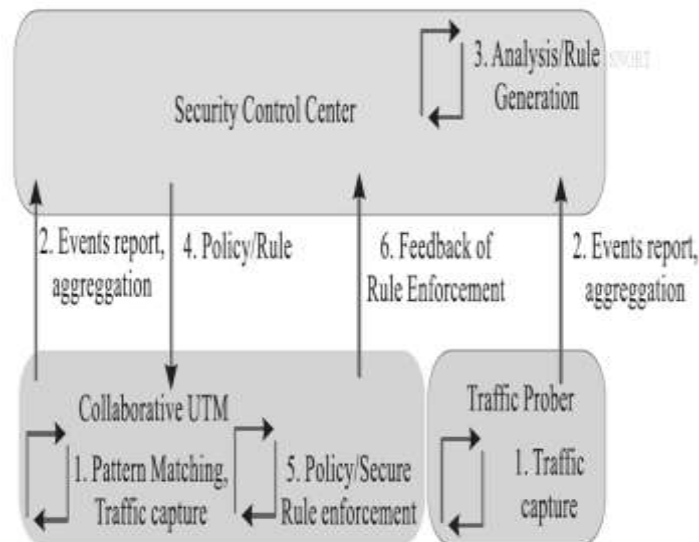 3. Analysis/Rule
Generation
SNORT
Security Control Center
2. Events report,
aggreggation
4. Policy/Rule
6. Feedback of
Rule Enforcement
2. Events report,
aggreggation
Collaborative UTM
1. Pattern Matching,
Traffic capture
5. Policy/Secure
Rule enforcement
Traffic Prober
1. Traffic
capture